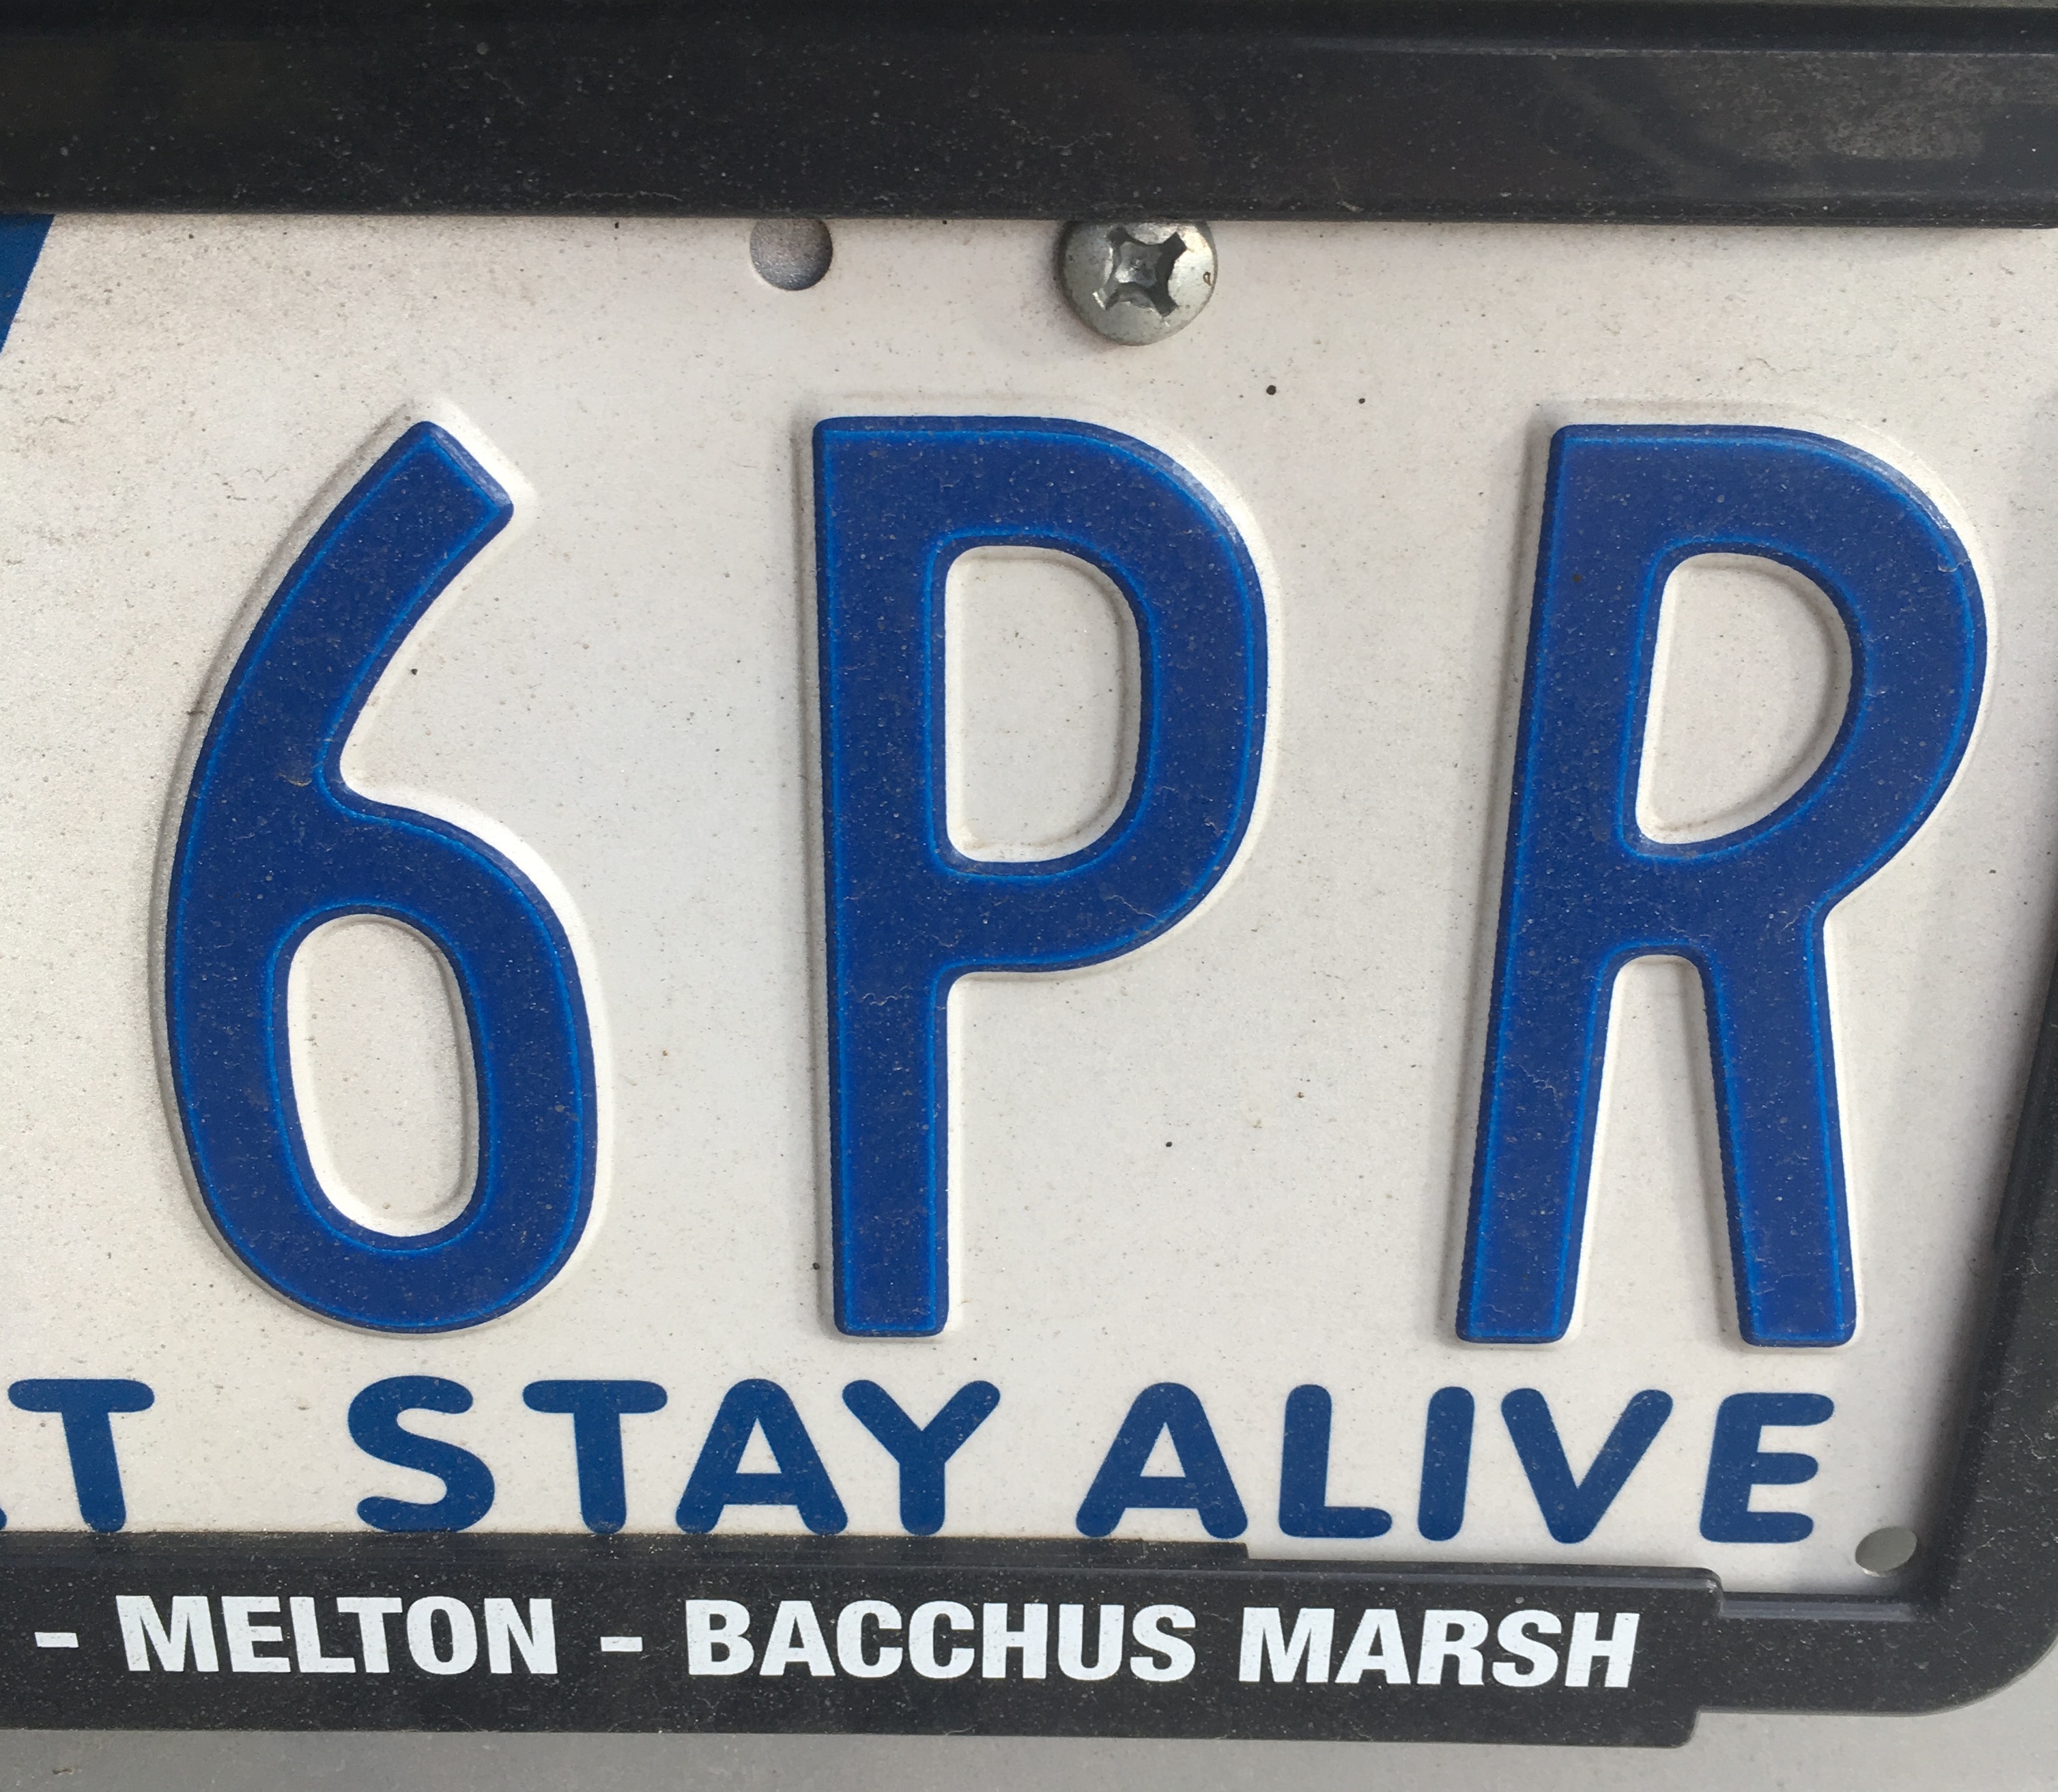 6PR
STAY ALIVE
- MELTON - BACCHUS MARSH